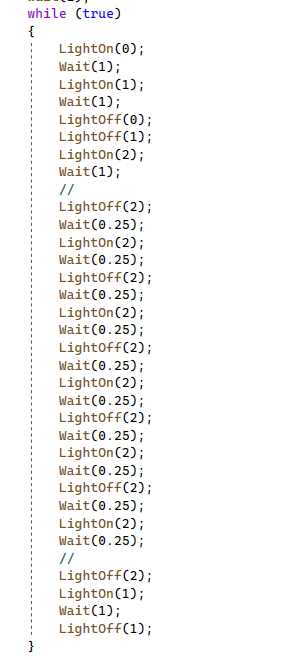 while (true)
{
LightOn(0);
Wait(1);
LightOn(1);
Wait(1);
LightOff(0);
LightOff(1);
LightOn(2);
Wait(1);
//
LightOff(2);
Wait(0.25);
LightOn(2);
Wait(0.25);
LightOff(2);
Wait(0.25);
LightOn(2);
Wait(0.25);
LightOff(2);
Wait(0.25);
LightOn(2);
Wait(0.25);
LightOff(2);
Wait(0.25);
LightOn(2);
Wait(0.25);
LightOff(2);
Wait(0.25);
LightOn(2);
Wait(0.25);
//
LightOff(2);
LightOn(1);
Wait(1);
LightOff(1);
}